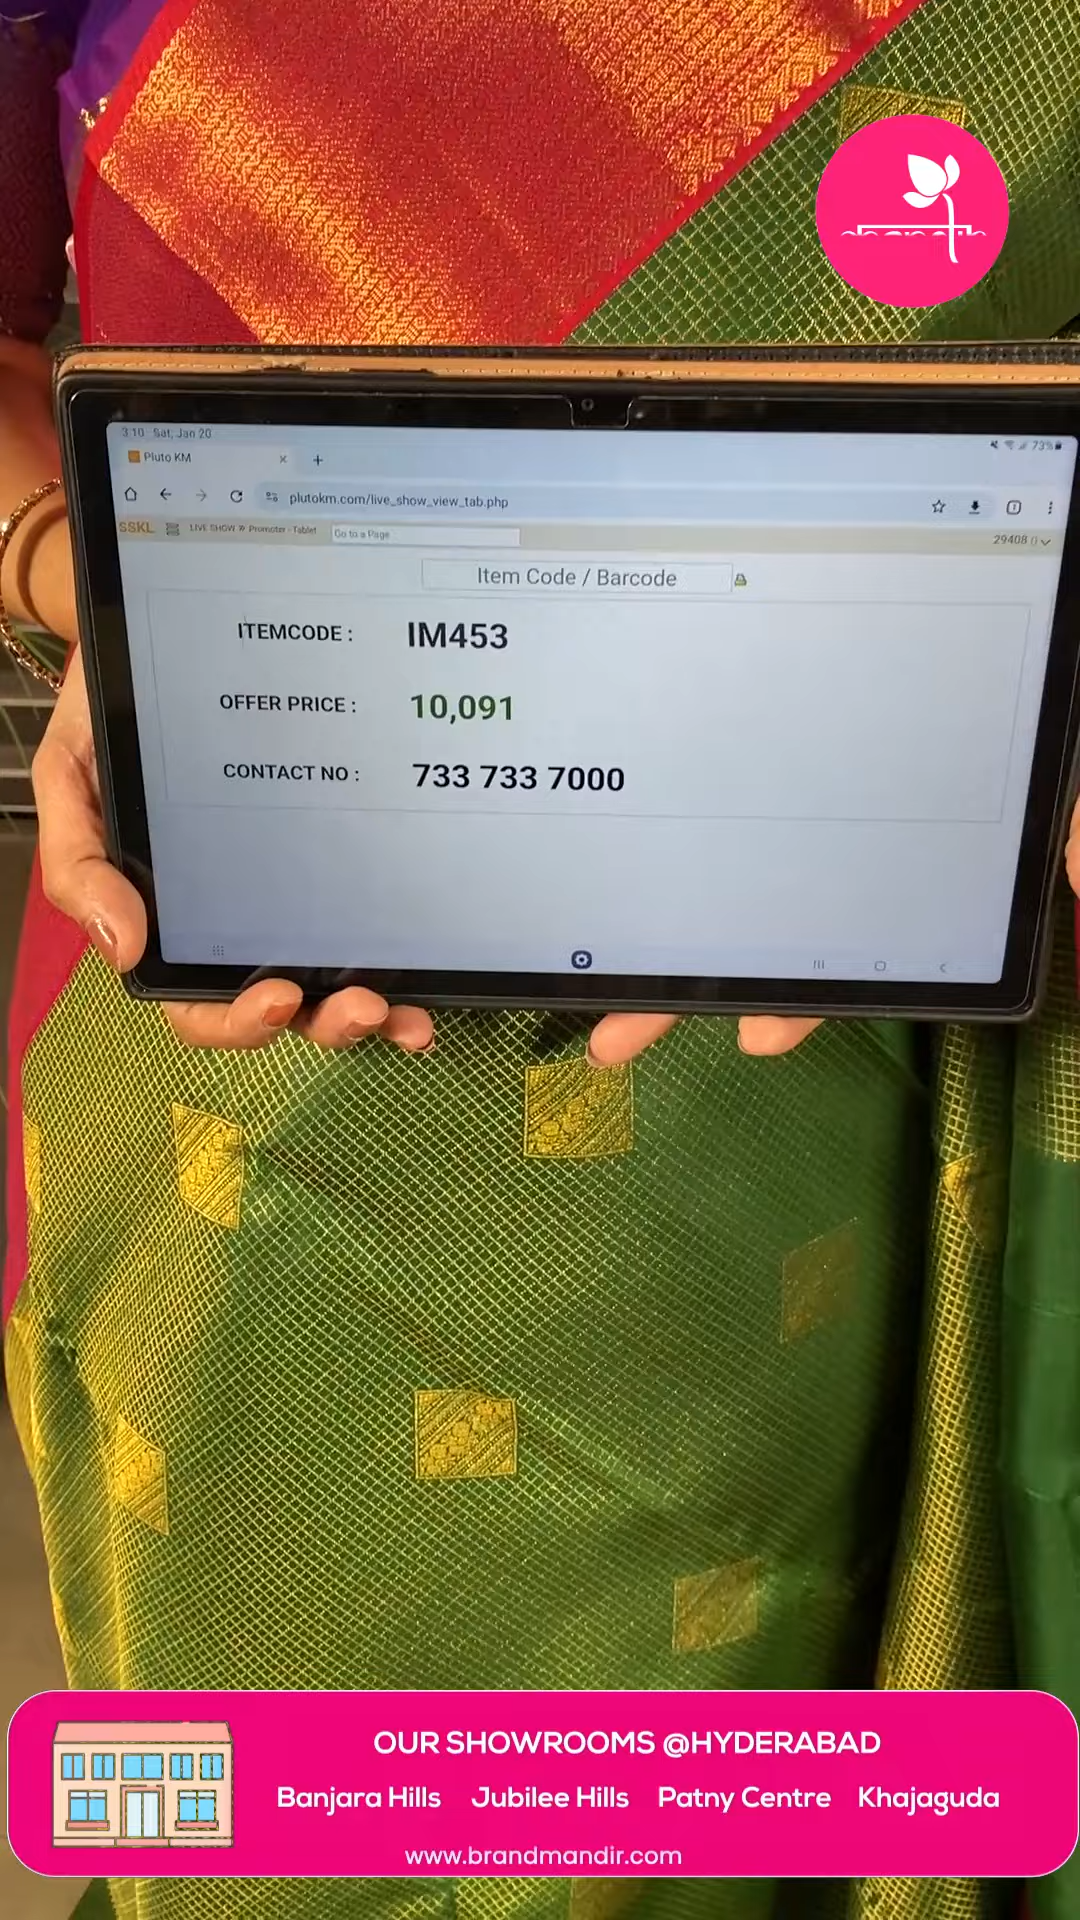 3:10 Sat, Jan 20
73%
Pluto KM
plutokm.com/live_show_view_tab.php
SSKL
LIVE SHOW » Promoter - Tablet
Go to a Page
29408
Item Code / Barcode
ITEMCODE : IM453
OFFER PRICE : 10,091
CONTACT NO : 733 733 7000
OUR SHOWROOMS @HYDERABAD
Banjara Hills Jubilee Hills Patny Centre Khajaguda
www.brandmandir.com